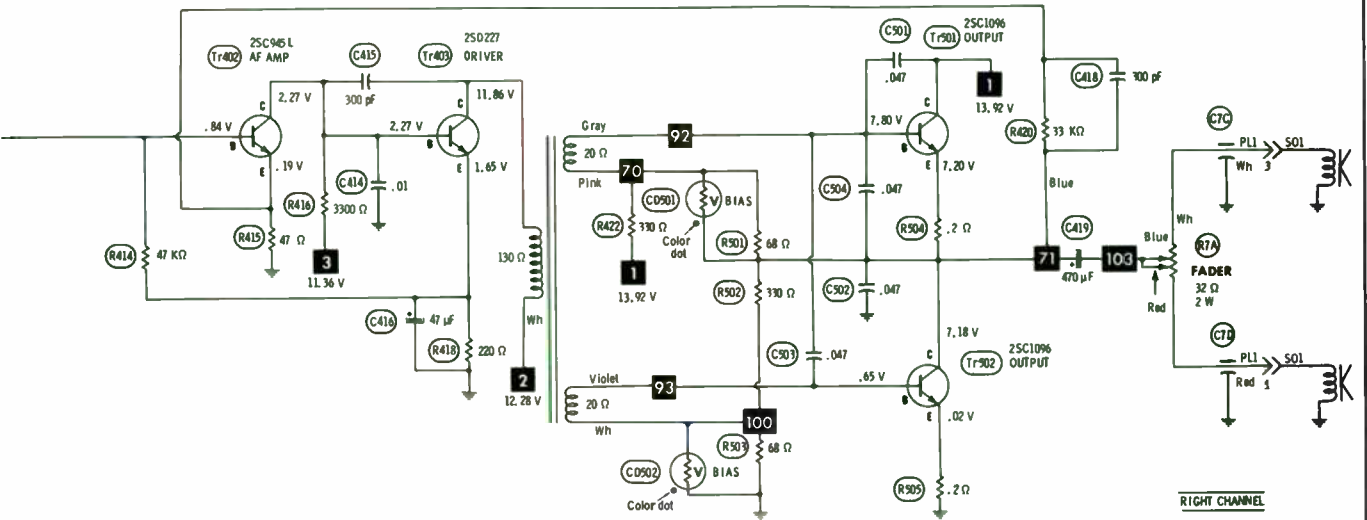 Tr402 2SC945L AF AMP
Tr403 2SD227 DRIVER
C415
300 pF
C
2.27 V
.84 V
B
.19 V
E
2.27 V
C
11.86 V
B
E
1.65 V
C414 .01
R416 3300 Ω
R415 47 Ω
R414 47 KΩ
3
11.36 V
C416 47 µF
R418 220 Ω
130 Ω
Wh
2
12.28 V
Gray
20 Ω
Pink
92
70
R422 330 Ω
1
13.92 V
CD501 V BIAS
Color dot
R501 68 Ω
R502 330 Ω
Violet
20 Ω
Wh
93
100
R503 68 Ω
CD502 V BIAS
Color dot
C501
.047
Tr501 2SC1096 OUTPUT
C
7.80 V
B
E
7.20 V
1
13.92 V
C504 .047
R504 .2 Ω
C502 .047
C503 .047
7.18 V
C
Tr502 2SC1096 OUTPUT
.65 V
B
E
.02 V
R505 .2 Ω
C418 300 pF
R420 33 KΩ
Blue
71
C419
470 µF
103
Blue
Red
Wh
R7A
FADER
32 Ω
2 W
C7C
PL1 SO1
Wh 3
C7D
PL1 SO1
Red 1
RIGHT CHANNEL